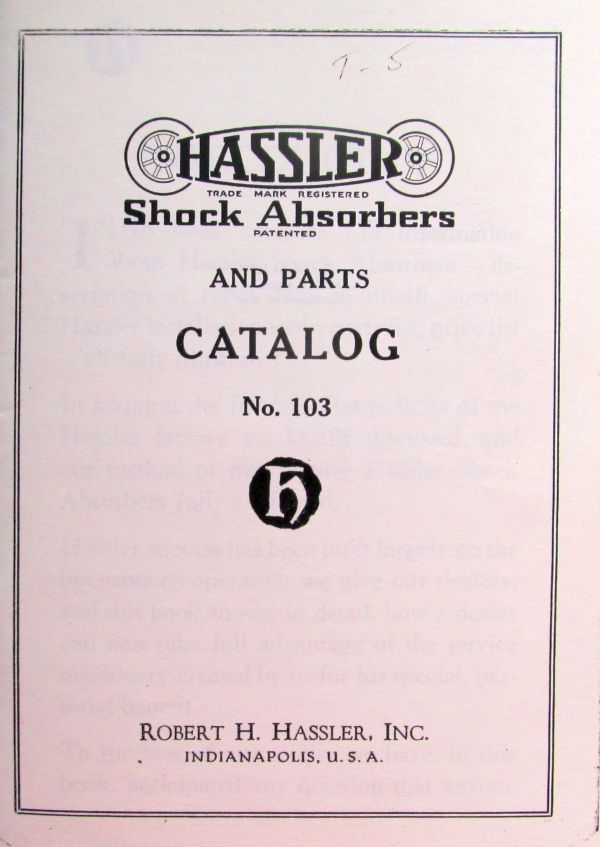 T-5
HASSLER
TRADE MARK REGISTERED
Shock Absorbers
PATENTED
AND PARTS
CATALOG
No. 103
H
ROBERT H. HASSLER, INC.
INDIANAPOLIS, U. S. A.